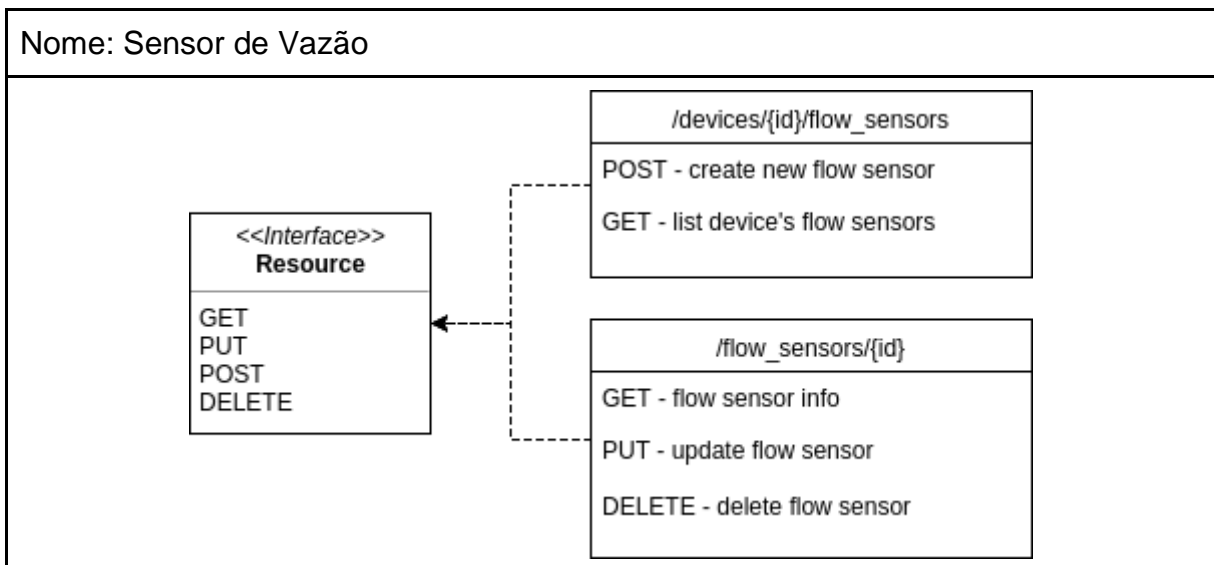 Nome: Sensor de Vazão
<<Interface>>
Resource
GET
PUT
POST
DELETE
/devices/{id}/flow_sensors
POST - create new flow sensor
GET - list device's flow sensors
/flow_sensors/{id}
GET - flow sensor info
PUT - update flow sensor
DELETE - delete flow sensor